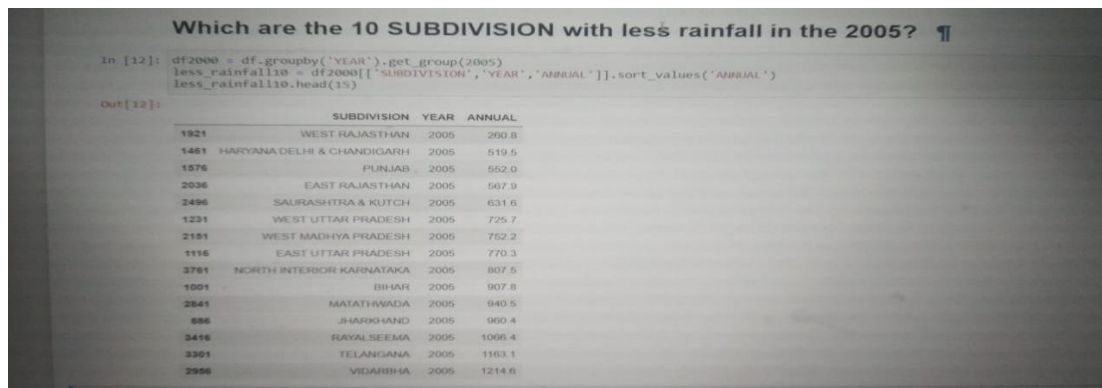 Which are the 10 SUBDIVISION with less rainfall in the 2005? ¶
In [12]: df2000 = df.groupby('YEAR').get_group(2005)
less_rainfall10 = df2000[['SUBDIVISION','YEAR','ANNUAL']].sort_values('ANNUAL')
less_rainfall10.head(15)
Out[12]:
SUBDIVISION YEAR ANNUAL
1921 WEST RAJASTHAN 2005 260.8
1461 HARYANA DELHI & CHANDIGARH 2005 519.5
1576 PUNJAB 2005 552.0
2036 EAST RAJASTHAN 2005 567.9
2496 SAURASHTRA & KUTCH 2005 631.6
1231 WEST UTTAR PRADESH 2005 725.7
2151 WEST MADHYA PRADESH 2005 752.2
1116 EAST UTTAR PRADESH 2005 770.3
3761 NORTH INTERIOR KARNATAKA 2005 807.5
1001 BIHAR 2005 907.8
2841 MATATHWADA 2005 940.5
886 JHARKHAND 2005 960.4
3416 RAYALSEEMA 2005 1066.4
3301 TELANGANA 2005 1163.1
2956 VIDARBHA 2005 1214.6